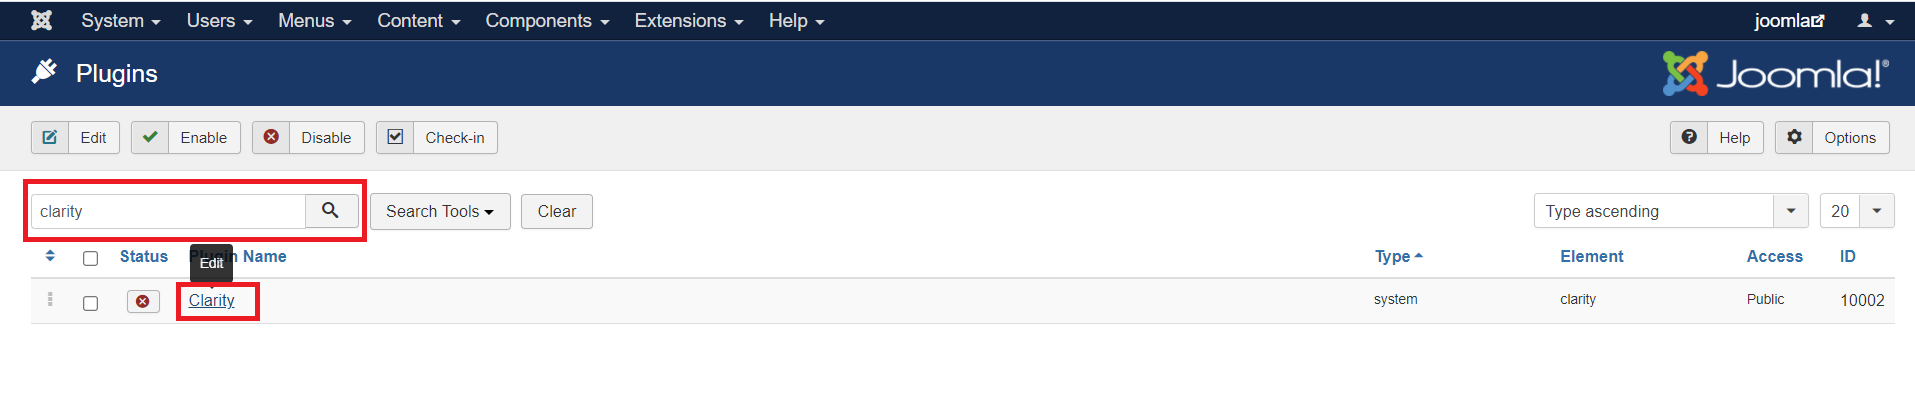 System Users Menus Content Components Extensions Help joomla
Plugins Joomla!®
Edit Enable Disable Check-in Help Options
clarity Search Tools Clear Type ascending 20
Status Plugin Name Type Element Access ID
Edit
Clarity system clarity Public 10002